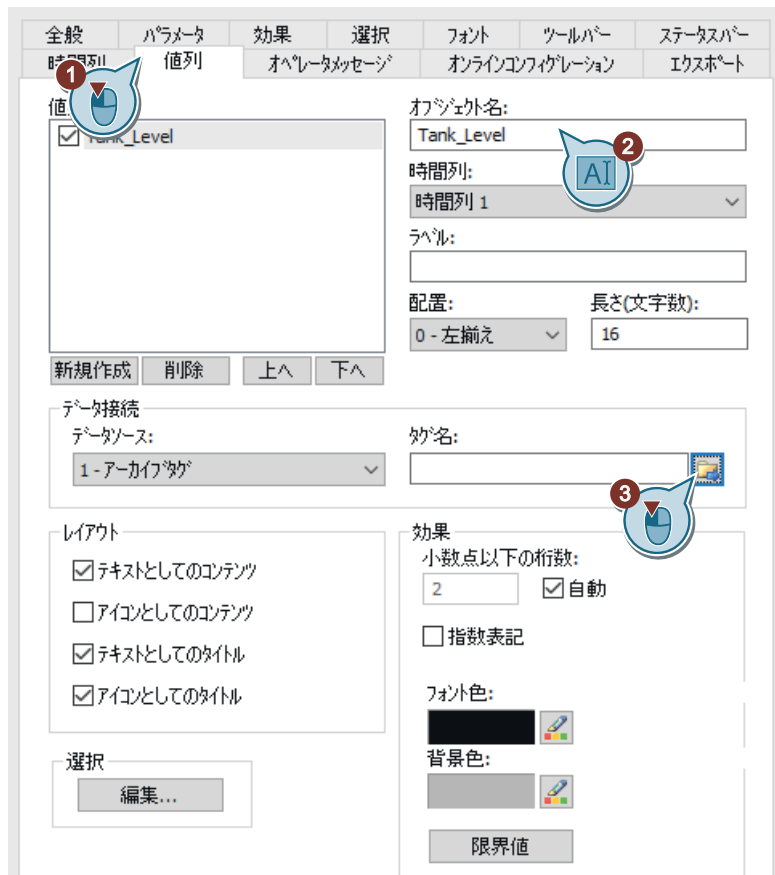 全般 パラメータ 効果 選択 フォント ツールバー ステータスバー
時間列 値列 オペレータメッセージ オンラインコンフィグレーション エクスポート
1
オブジェクト名:
Tank_Level
Tank_Level
2
AI
時間列:
時間列 1
ラベル:
配置: 長さ(文字数):
0 - 左揃え 16
新規作成 削除 上へ 下へ
データ接続
データソース: タグ名:
1 - アーカイブタグ
3
レイアウト 効果
小数点以下の桁数:
テキストとしてのコンテンツ
2 自動
アイコンとしてのコンテンツ
指数表記
テキストとしてのタイトル
アイコンとしてのタイトル
フォント色:
背景色:
選択
編集...
限界値